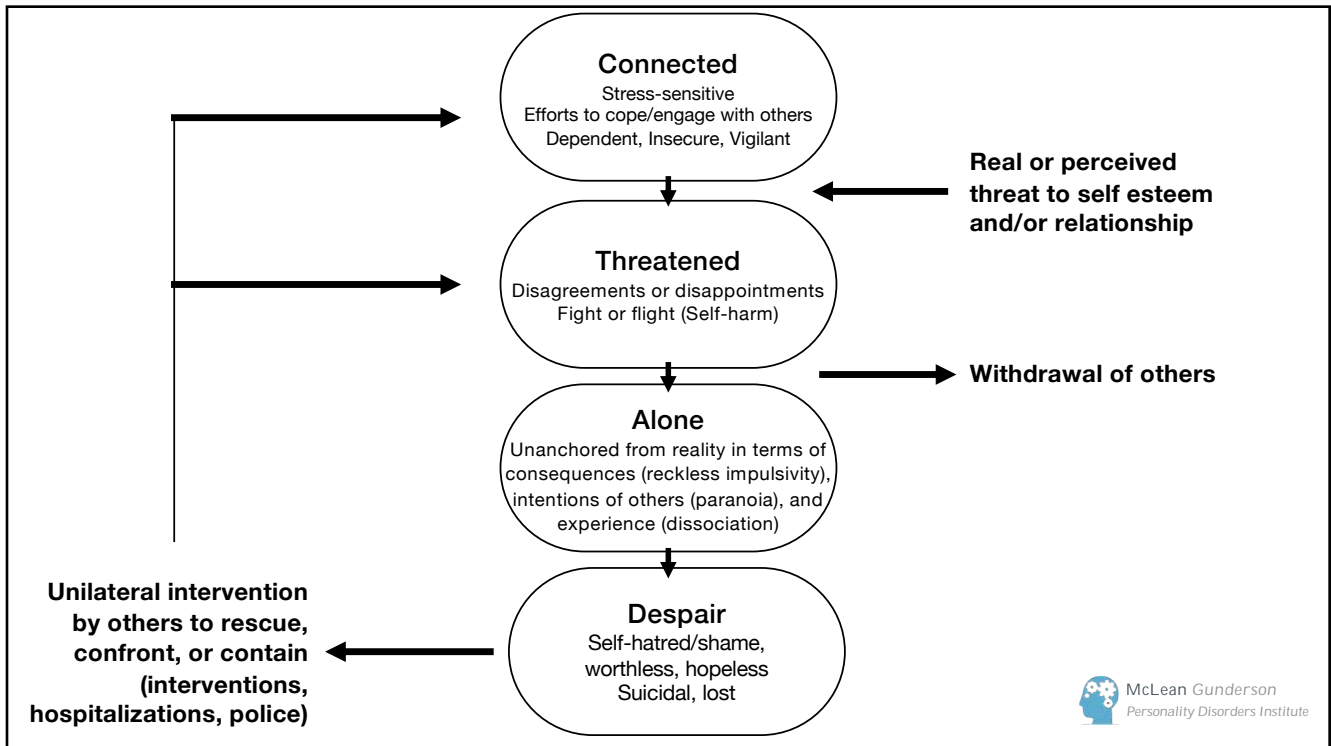 Connected
Stress-sensitive
Efforts to cope/engage with others
Dependent, Insecure, Vigilant
Real or perceived
threat to self esteem
and/or relationship
Threatened
Disagreements or disappointments
Fight or flight (Self-harm)
Withdrawal of others
Alone
Unanchored from reality in terms of
consequences (reckless impulsivity),
intentions of others (paranoia), and
experience (dissociation)
Despair
Self-hatred/shame,
worthless, hopeless
Suicidal, lost
Unilateral intervention
by others to rescue,
confront, or contain
(interventions,
hospitalizations, police)
McLean Gunderson
Personality Disorders Institute